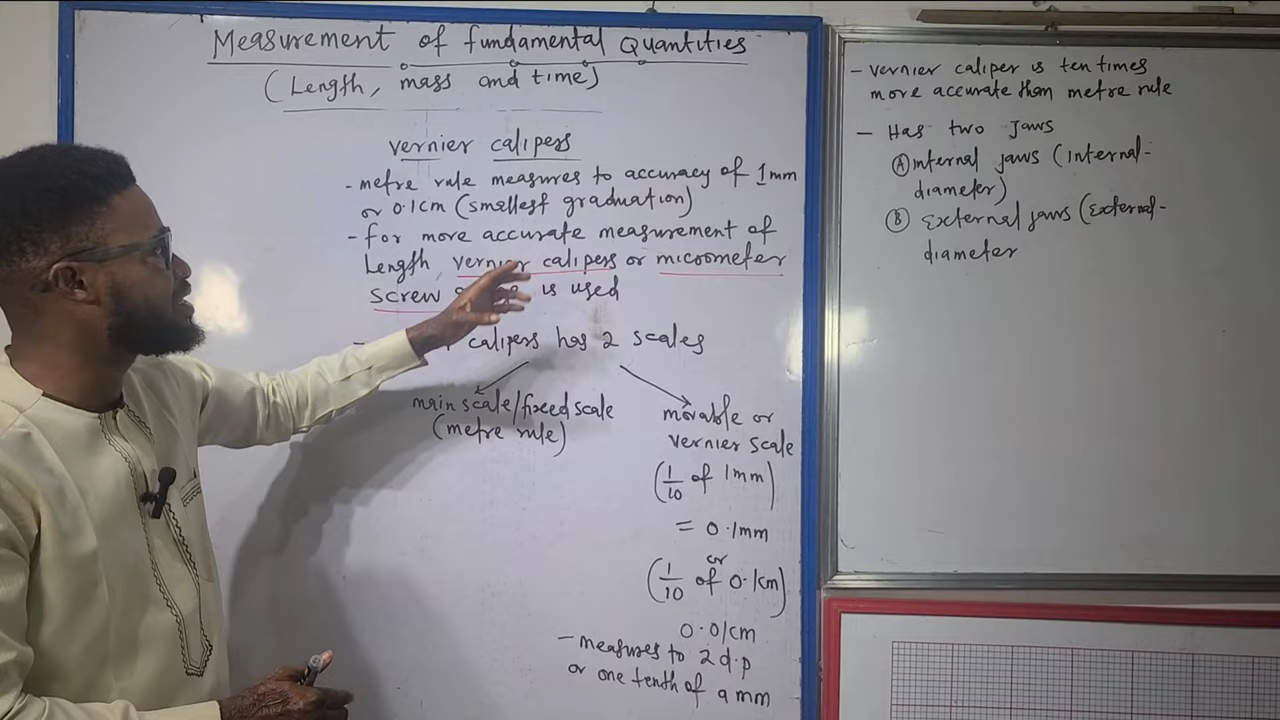 Measurement of fundamental Quantities
(Length, mass and time)
vernier calipers
- metre rule measures to accuracy of 1mm
or 0.1cm (smallest graduation)
- for more accurate measurement of
Length, vernier calipers or micrometer
screw is used
calipers has 2 scales
main scale/fixed scale
(metre rule)
movable or
vernier scale
(1/10 of 1mm)
= 0.1mm
or
(1/10 of 0.1cm)
0.01cm
- measures to 2 d.p
or one tenth of a mm
- vernier caliper is ten times
more accurate than metre rule
- Has two Jaws
(A) internal jaws (internal-
diameter)
(B) External jaws (External-
diameter